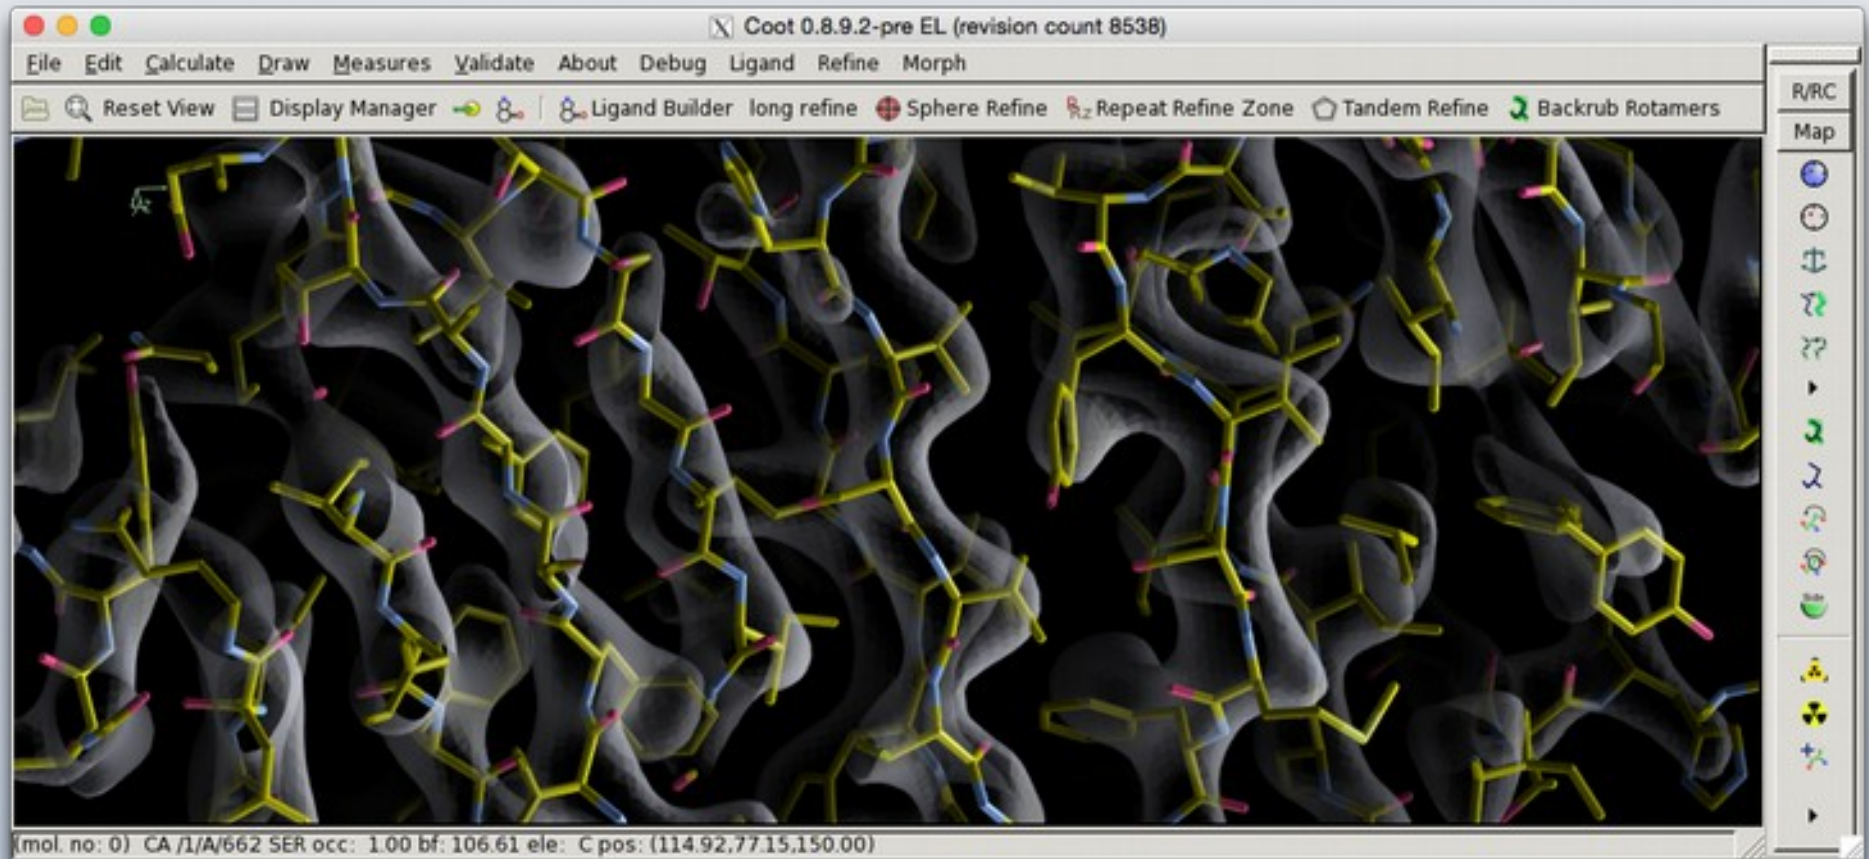 Coot 0.8.9.2-pre EL (revision count 8538)
File Edit Calculate Draw Measures Validate About Debug Ligand Refine Morph
Reset View Display Manager Ligand Builder long refine Sphere Refine Repeat Refine Zone Tandem Refine Backrub Rotamers
R/RC
Map
Side
(mol. no: 0) CA /1/A/662 SER occ: 1.00 bf: 106.61 ele: C pos: (114.92,77.15,150.00)